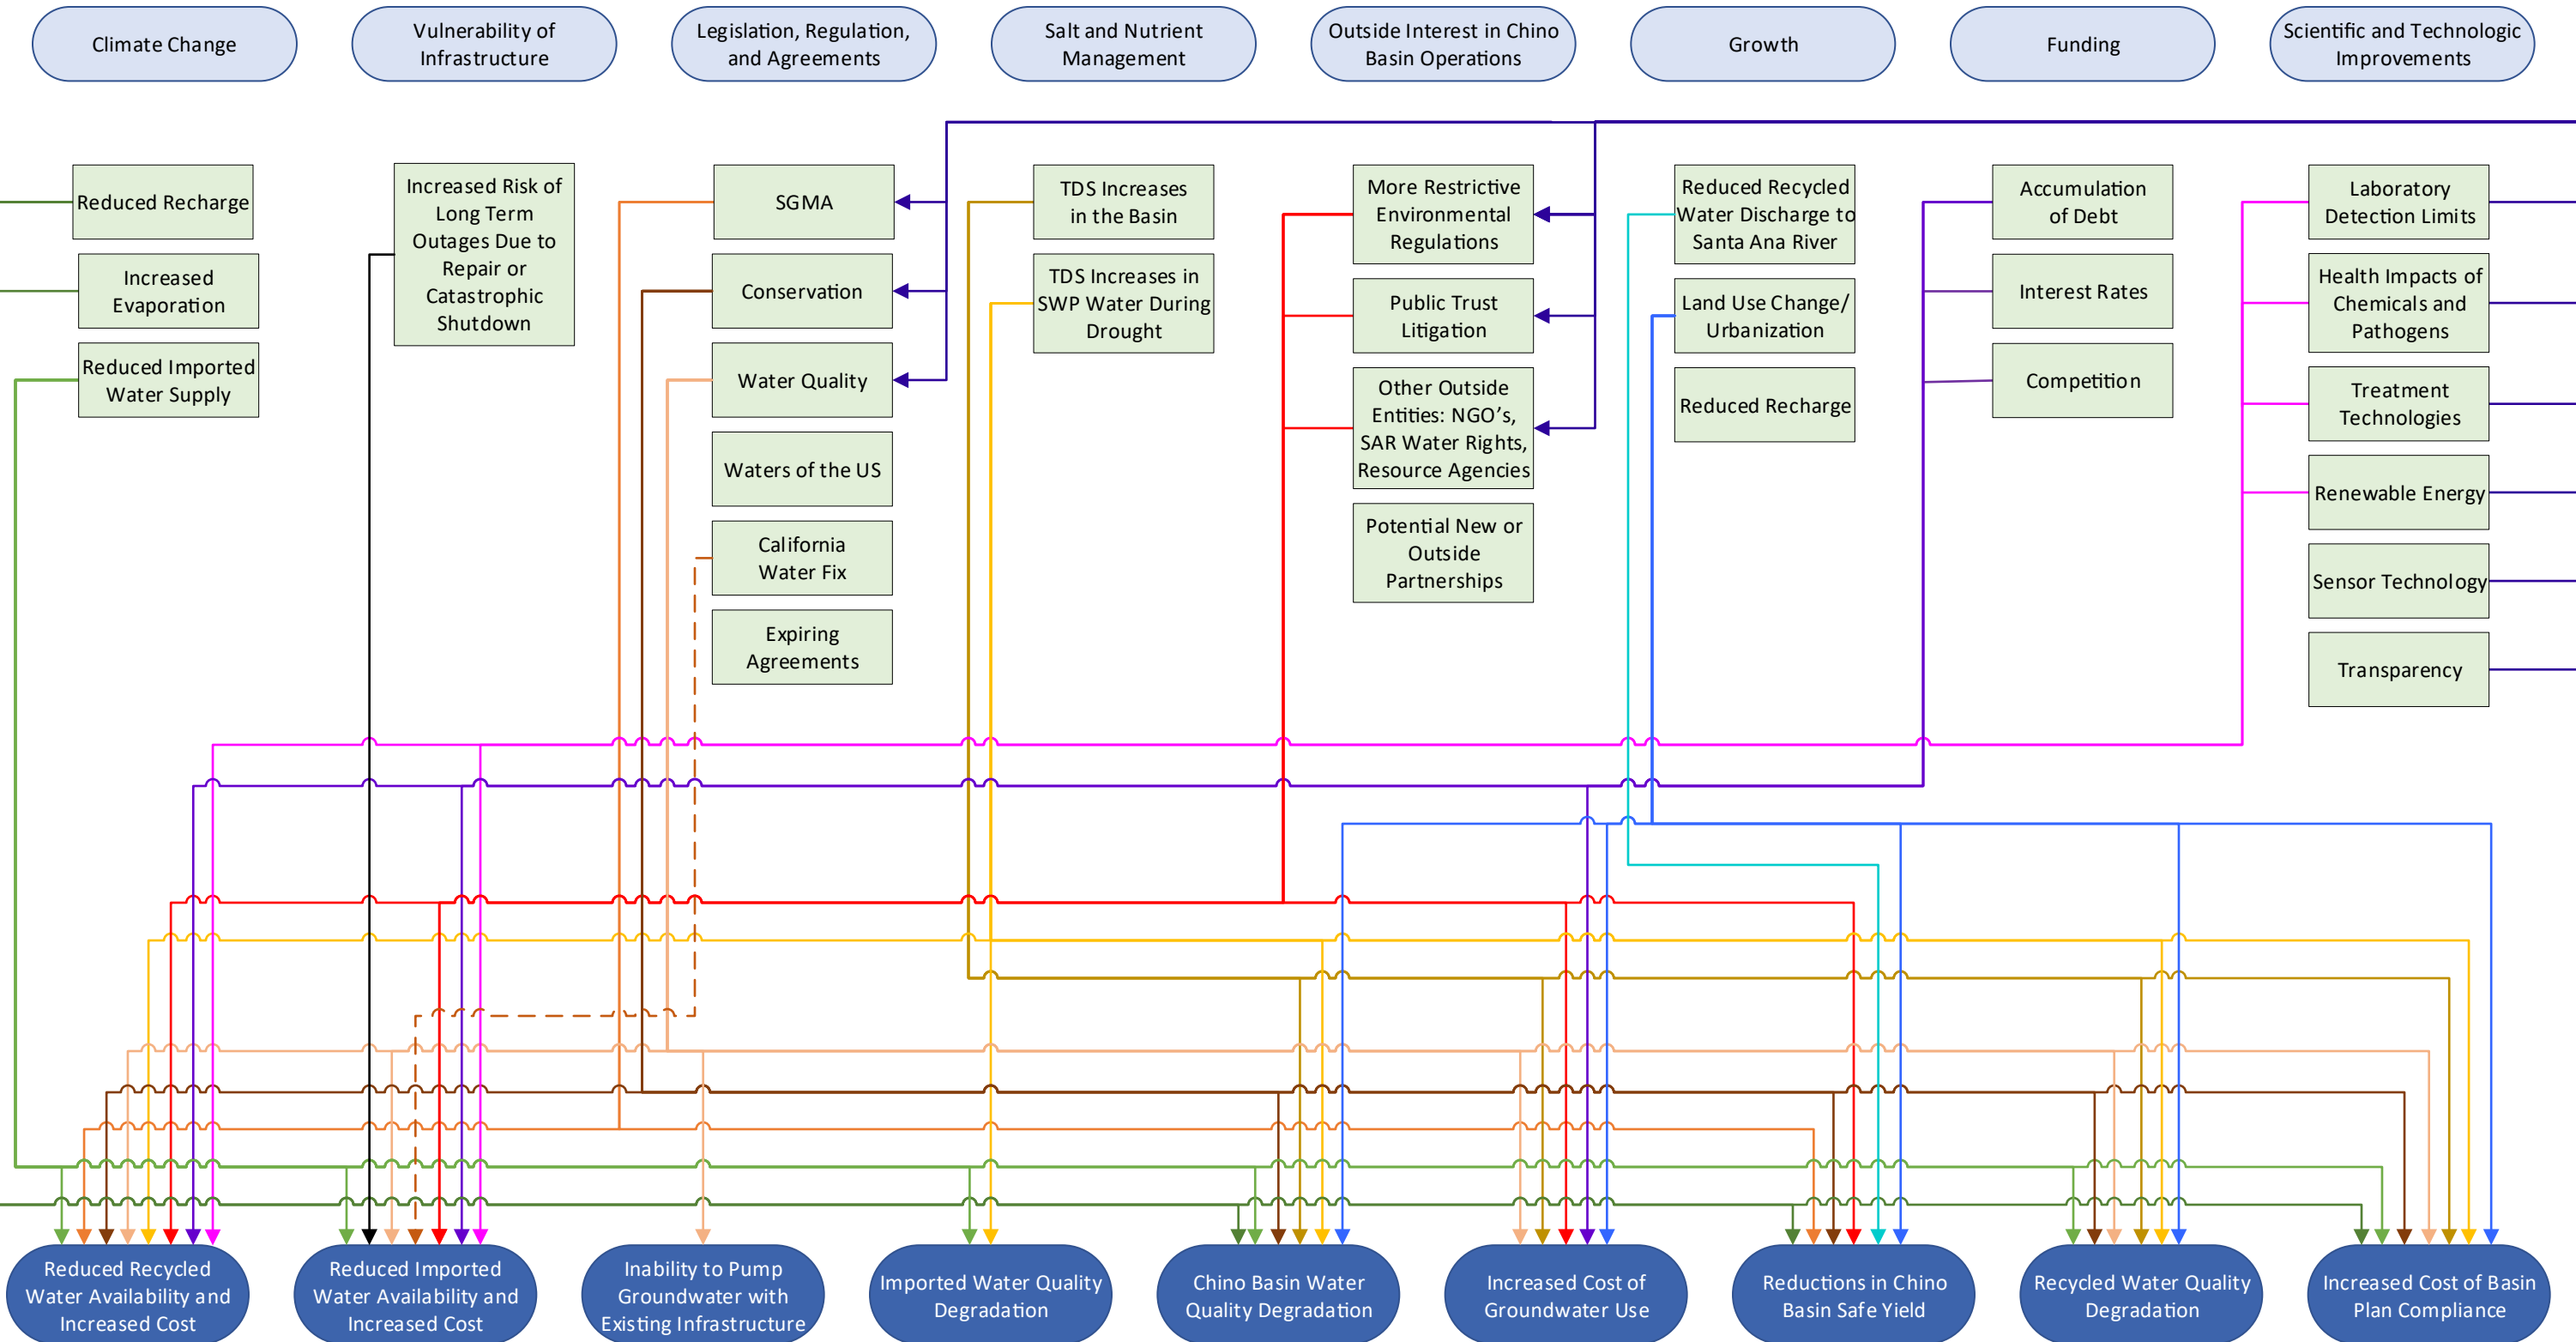 Climate Change
Vulnerability of
Infrastructure
Legislation, Regulation,
and Agreements
Salt and Nutrient
Management
Outside Interest in Chino
Basin Operations
Growth
Funding
Scientific and Technologic
Improvements
Reduced Recharge
Increased
Evaporation
Reduced Imported
Water Supply
Increased Risk of
Long Term
Outages Due to
Repair or
Catastrophic
Shutdown
SGMA
Conservation
Water Quality
Waters of the US
California
Water Fix
Expiring
Agreements
TDS Increases
in the Basin
TDS Increases in
SWP Water During
Drought
More Restrictive
Environmental
Regulations
Public Trust
Litigation
Other Outside
Entities: NGO’s,
SAR Water Rights,
Resource Agencies
Potential New or
Outside
Partnerships
Reduced Recycled
Water Discharge to
Santa Ana River
Land Use Change/
Urbanization
Reduced Recharge
Accumulation
of Debt
Interest Rates
Competition
Laboratory
Detection Limits
Health Impacts of
Chemicals and
Pathogens
Treatment
Technologies
Renewable Energy
Sensor Technology
Transparency
Reduced Recycled
Water Availability and
Increased Cost
Reduced Imported
Water Availability and
Increased Cost
Inability to Pump
Groundwater with
Existing Infrastructure
Imported Water Quality
Degradation
Chino Basin Water
Quality Degradation
Increased Cost of
Groundwater Use
Reductions in Chino
Basin Safe Yield
Recycled Water Quality
Degradation
Increased Cost of Basin
Plan Compliance